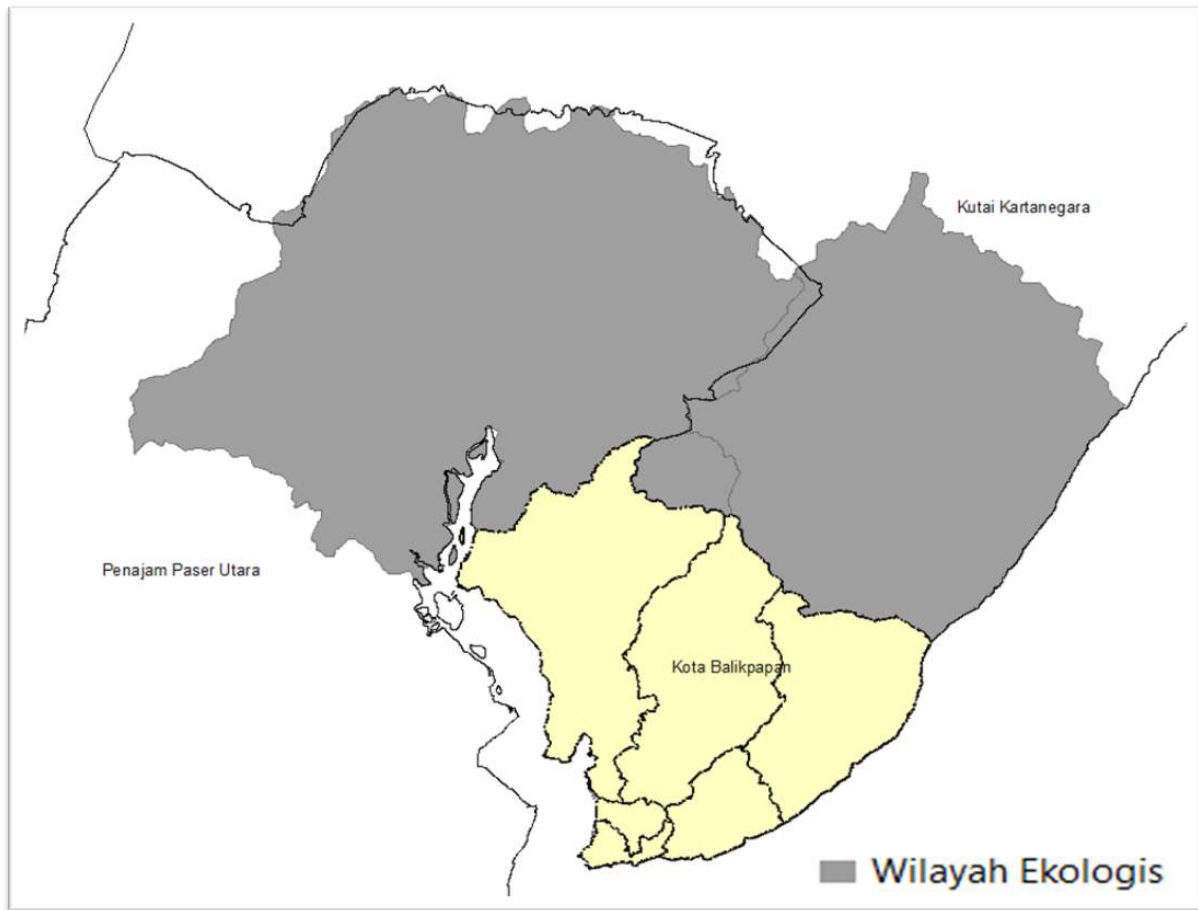 Kutai Kartanegara
Penajam Paser Utara
Kota Balikpapan
Wilayah Ekologis